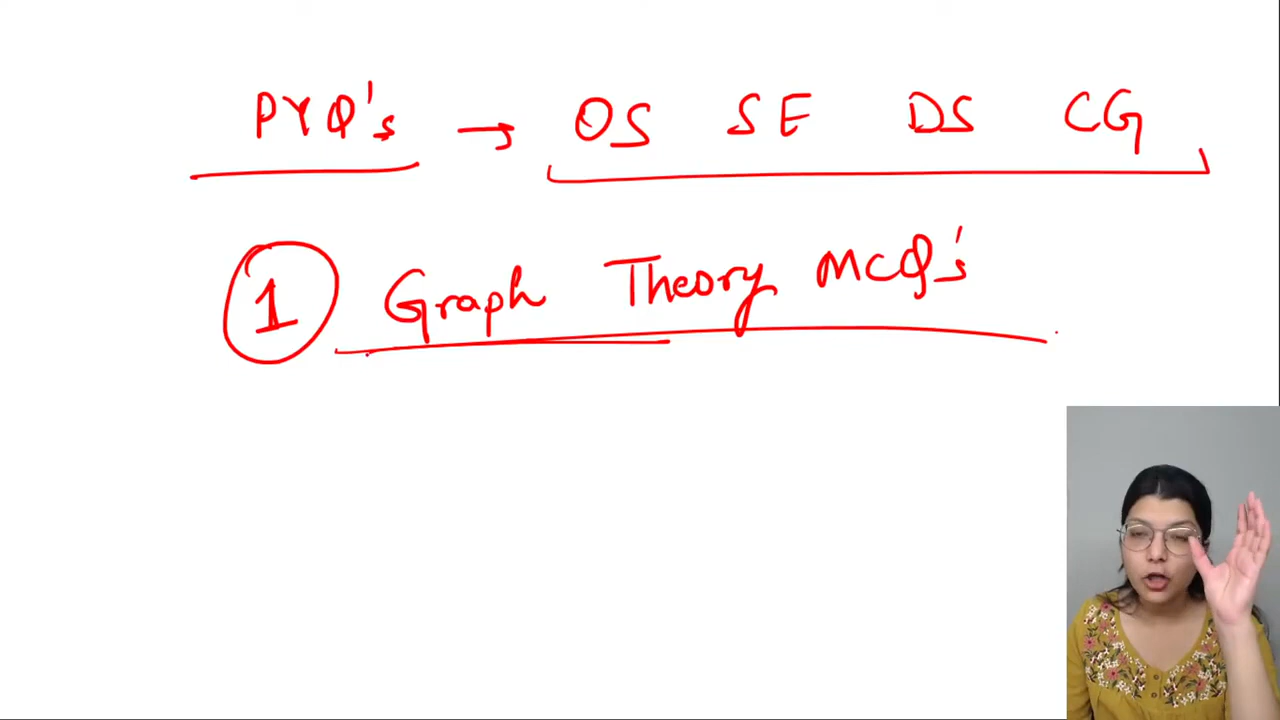 PYQ's → OS SE DS CG
1 Graph Theory MCQ's